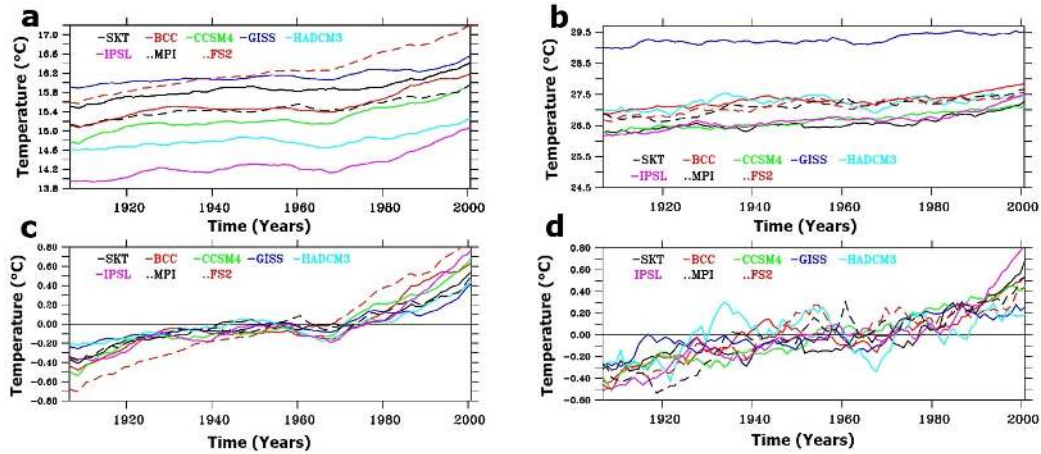 a
Temperature (°C)
17.0
16.2
15.8
15.4
15.0
14.6
14.2
13.8
–SKT –BCC –CCSM4 –GISS –HADCM3
–IPSL ..MPI ..FS2
1920 1940 1960 1980 2000
Time (Years)
b
Temperature (°C)
29.5
28.5
27.5
26.5
25.5
24.5
–SKT –BCC –CCSM4 –GISS –HADCM3
–IPSL ..MPI ..FS2
1920 1940 1960 1980 2000
Time (Years)
c
Temperature (°C)
0.80
0.40
0.20
0.00
-0.20
-0.40
-0.60
-0.80
–SKT –BCC –CCSM4 –GISS –HADCM3
–IPSL ..MPI ..FS2
1920 1940 1960 1980 2000
Time (Years)
d
Temperature (°C)
0.80
0.40
0.20
0.00
-0.20
-0.40
-0.60
–SKT –BCC –CCSM4 –GISS –HADCM3
IPSL ..MPI ..FS2
1920 1940 1960 1980 2000
Time (Years)